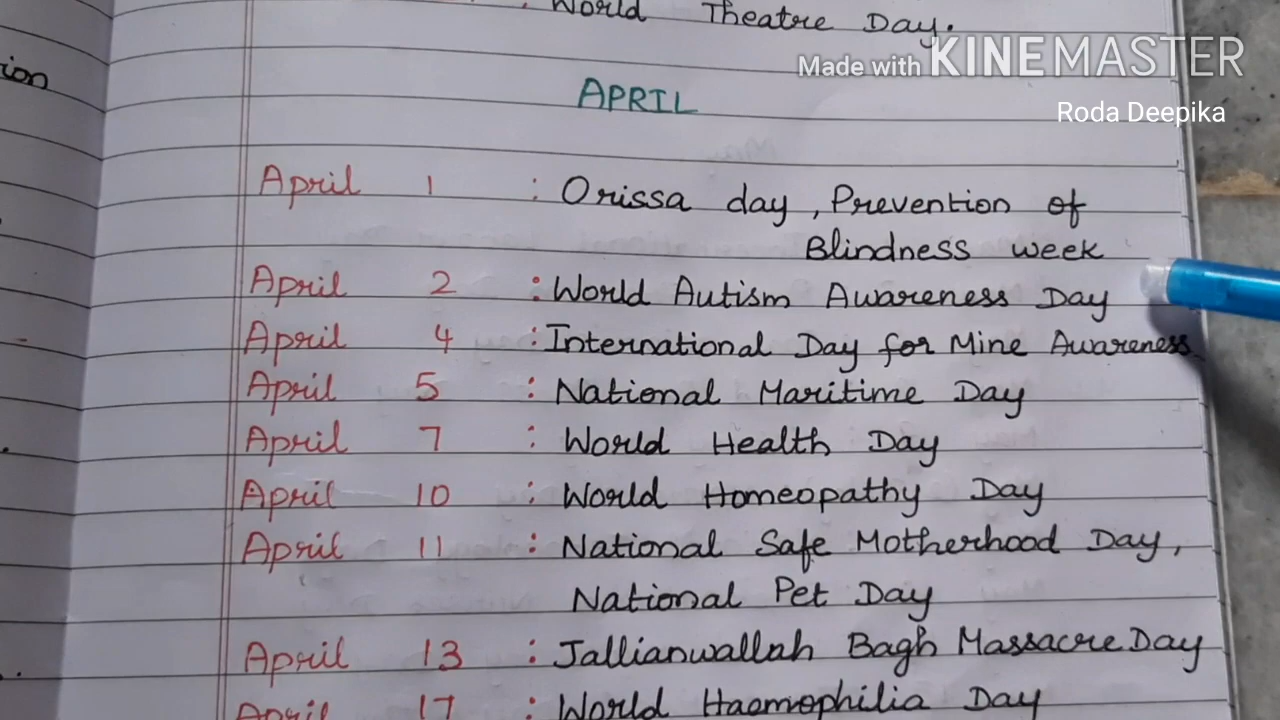 World Theatre Day.
Made with KINEMASTER
ion
Roda Deepika
APRIL
April 1 : Orissa day, Prevention of
Blindness week
April 2 : World Autism Awareness Day
April 4 : International Day for Mine Awareness
April 5 : National Maritime Day
April 7 : World Health Day
April 10 : World Homeopathy Day
April 11 : National Safe Motherhood Day,
National Pet Day
April 13 : Jallianwallah Bagh Massacre Day
April 17 : World Haemophilia Day